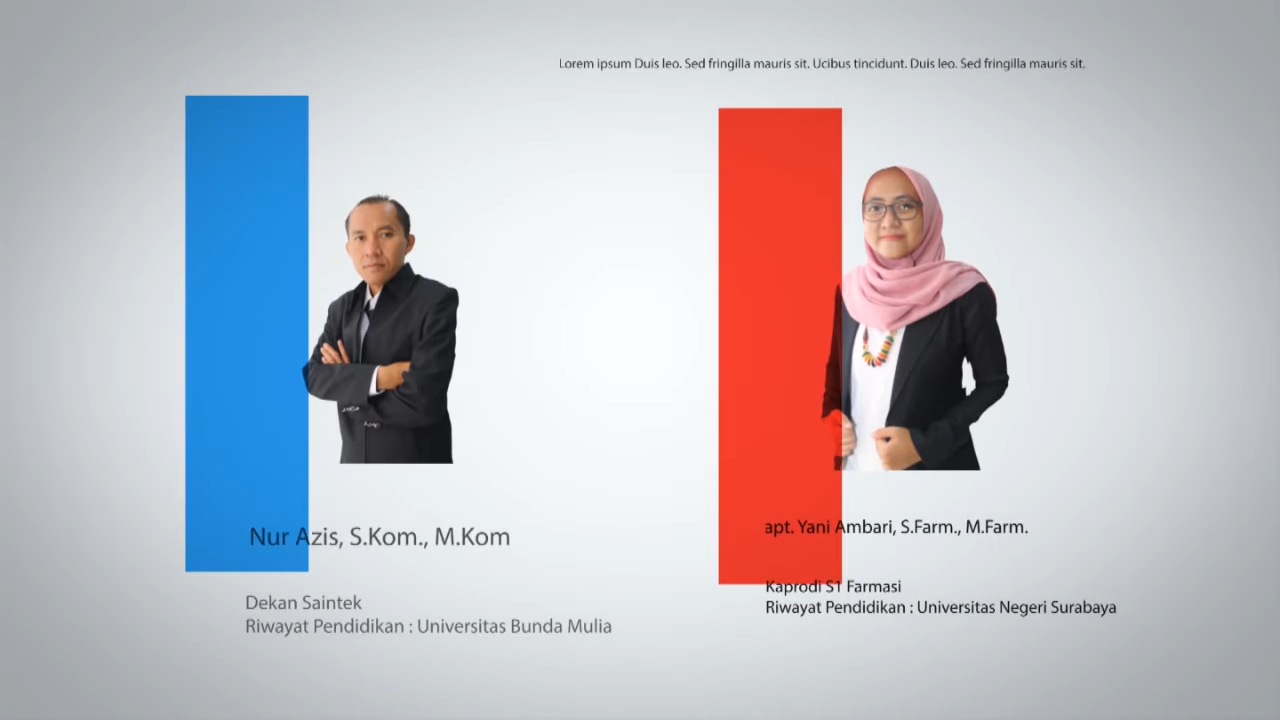 Lorem ipsum Duis leo. Sed fringilla mauris sit. Ucibus tincidunt. Duis leo. Sed fringilla mauris sit.
Nur Azis, S.Kom., M.Kom
Dekan Saintek
Riwayat Pendidikan : Universitas Bunda Mulia
apt. Yani Ambari, S.Farm., M.Farm.
Kaprodi S1 Farmasi
Riwayat Pendidikan : Universitas Negeri Surabaya